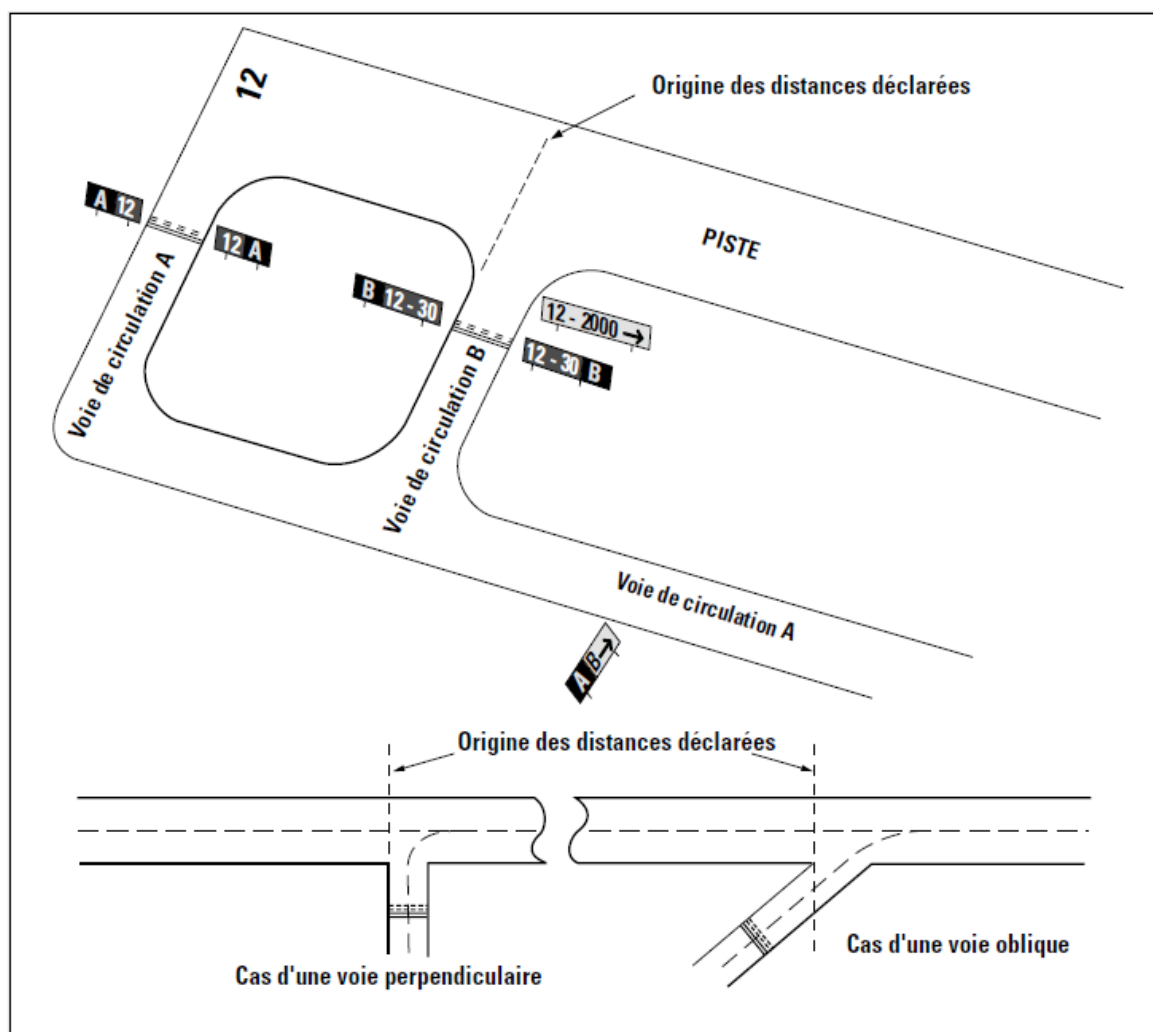 12
Origine des distances déclarées
A 12
12 A
PISTE
B 12 - 30
12 - 2000 →
12 - 30 B
Voie de circulation A
Voie de circulation B
Voie de circulation A
A B →
Origine des distances déclarées
Cas d'une voie perpendiculaire
Cas d'une voie oblique